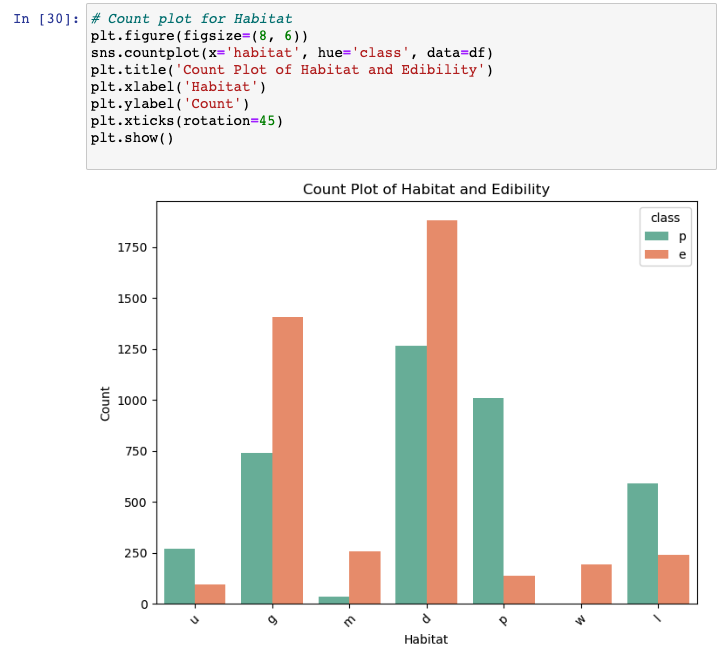 In [30]: # Count plot for Habitat
plt.figure(figsize=(8, 6))
sns.countplot(x='habitat', hue='class', data=df)
plt.title('Count Plot of Habitat and Edibility')
plt.xlabel('Habitat')
plt.ylabel('Count')
plt.xticks(rotation=45)
plt.show()
Count Plot of Habitat and Edibility
class
p
e
1750
1500
1250
1000
750
500
250
0
Count
u g m d p w l
Habitat